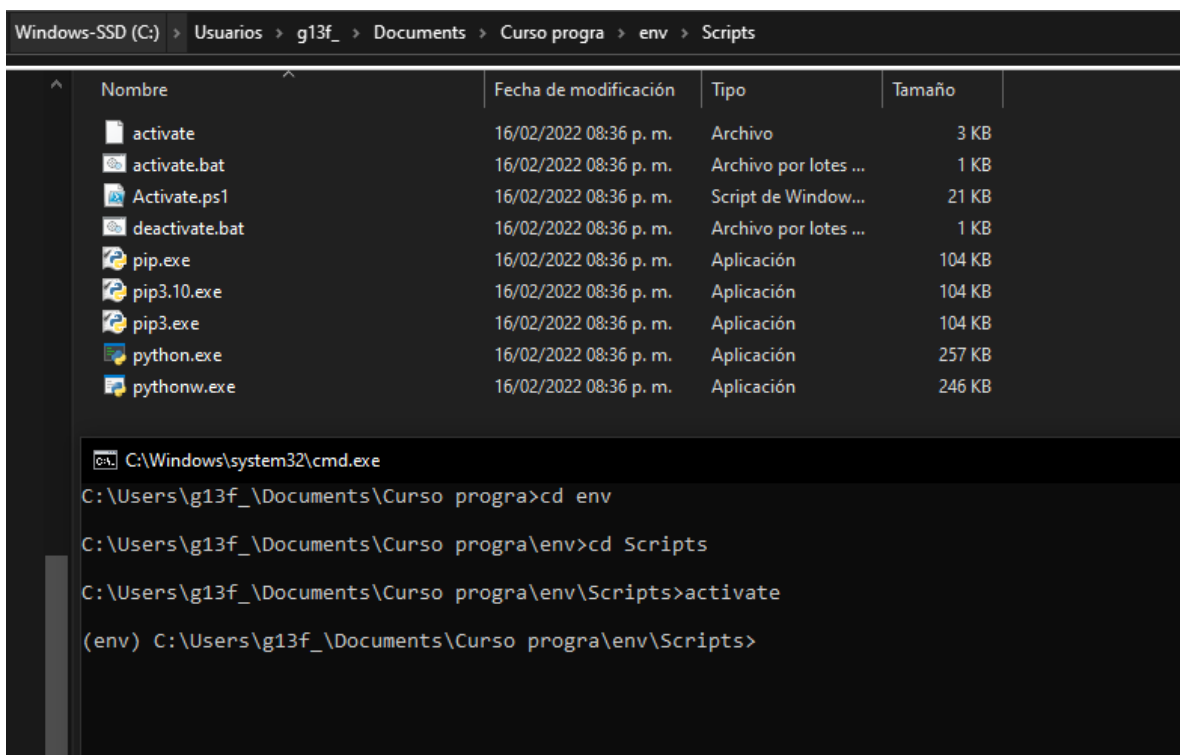 Windows-SSD (C:) > Usuarios > g13f_ > Documents > Curso progra > env > Scripts
Nombre Fecha de modificación Tipo Tamaño
activate 16/02/2022 08:36 p. m. Archivo 3 KB
activate.bat 16/02/2022 08:36 p. m. Archivo por lotes ... 1 KB
Activate.ps1 16/02/2022 08:36 p. m. Script de Window... 21 KB
deactivate.bat 16/02/2022 08:36 p. m. Archivo por lotes ... 1 KB
pip.exe 16/02/2022 08:36 p. m. Aplicación 104 KB
pip3.10.exe 16/02/2022 08:36 p. m. Aplicación 104 KB
pip3.exe 16/02/2022 08:36 p. m. Aplicación 104 KB
python.exe 16/02/2022 08:36 p. m. Aplicación 257 KB
pythonw.exe 16/02/2022 08:36 p. m. Aplicación 246 KB
C:\Windows\system32\cmd.exe
C:\Users\g13f_\Documents\Curso progra>cd env
C:\Users\g13f_\Documents\Curso progra\env>cd Scripts
C:\Users\g13f_\Documents\Curso progra\env\Scripts>activate
(env) C:\Users\g13f_\Documents\Curso progra\env\Scripts>